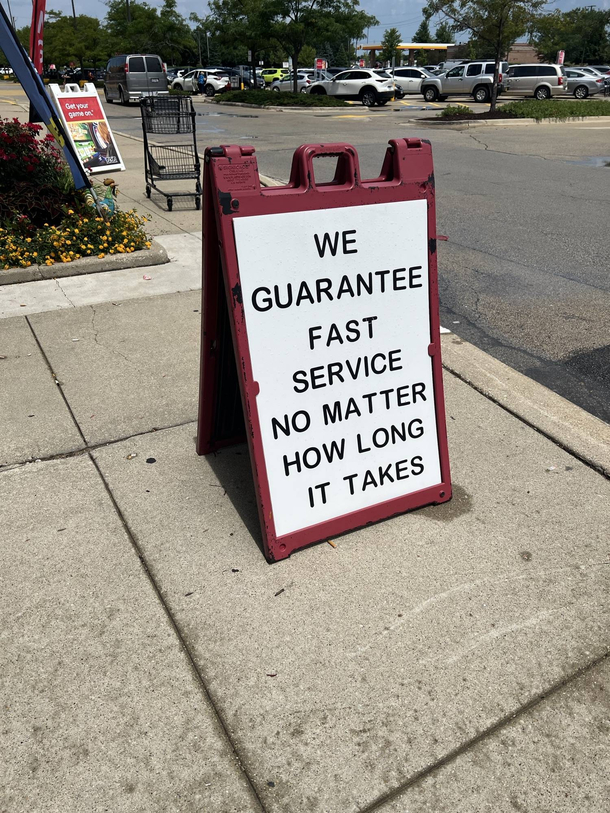 Get your
game on.
WE
GUARANTEE
FAST
SERVICE
NO MATTER
HOW LONG
IT TAKES